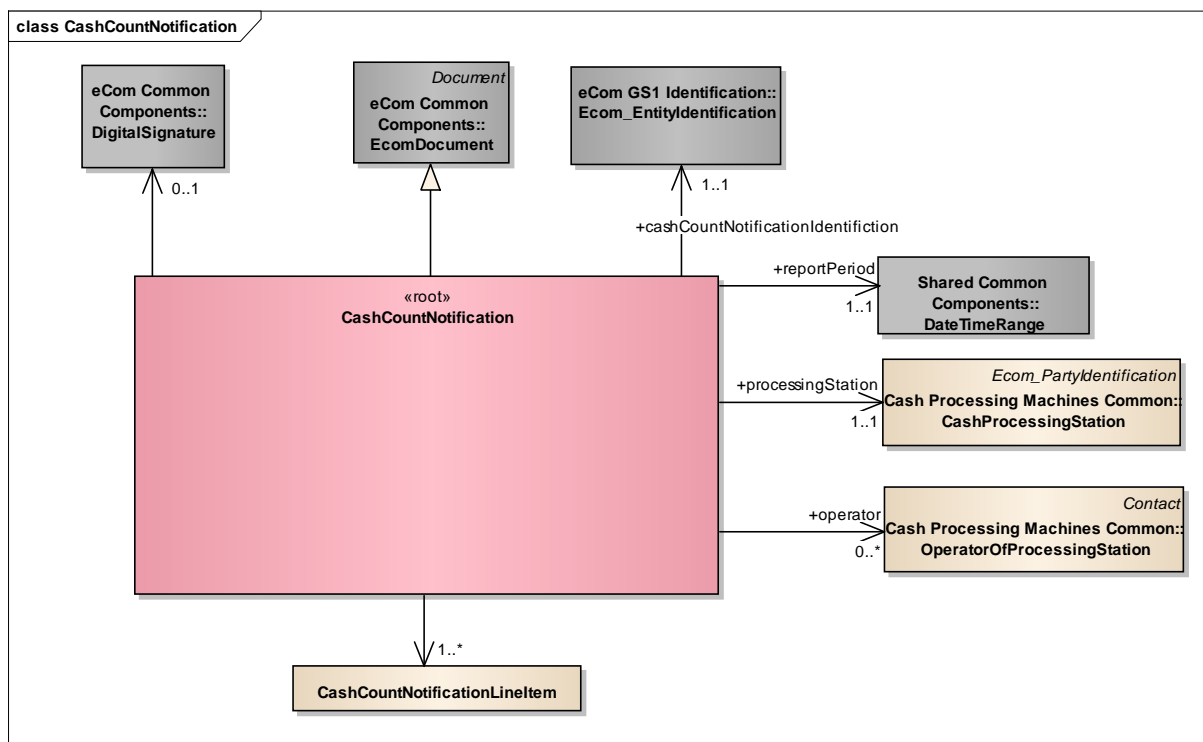 class CashCountNotification
eCom Common
Components::
DigitalSignature
Document
eCom Common
Components::
EcomDocument
eCom GS1 Identification::
Ecom_EntityIdentification
0..1
1..1
+cashCountNotificationIdentifiction
«root»
CashCountNotification
+reportPeriod
1..1
Shared Common
Components::
DateTimeRange
+processingStation
1..1
Ecom_PartyIdentification
Cash Processing Machines Common::
CashProcessingStation
+operator
0..*
Contact
Cash Processing Machines Common::
OperatorOfProcessingStation
1..*
CashCountNotificationLineItem